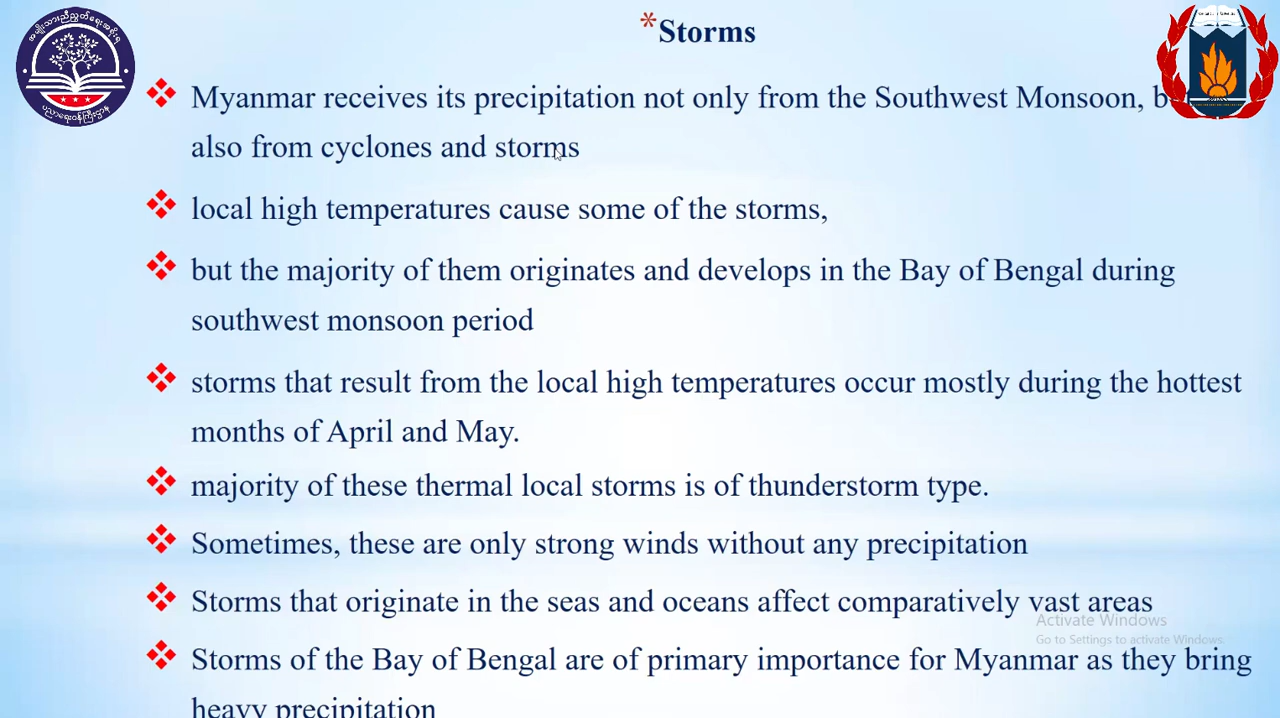 *Storms
Myanmar receives its precipitation not only from the Southwest Monsoon,
also from cyclones and storms
local high temperatures cause some of the storms,
but the majority of them originates and develops in the Bay of Bengal during
southwest monsoon period
storms that result from the local high temperatures occur mostly during the hottest
months of April and May.
majority of these thermal local storms is of thunderstorm type.
Sometimes, these are only strong winds without any precipitation
Storms that originate in the seas and oceans affect comparatively vast areas
Activate Windows
Go to Settings to activate Windows.
Storms of the Bay of Bengal are of primary importance for Myanmar as they bring
heavy precipitation